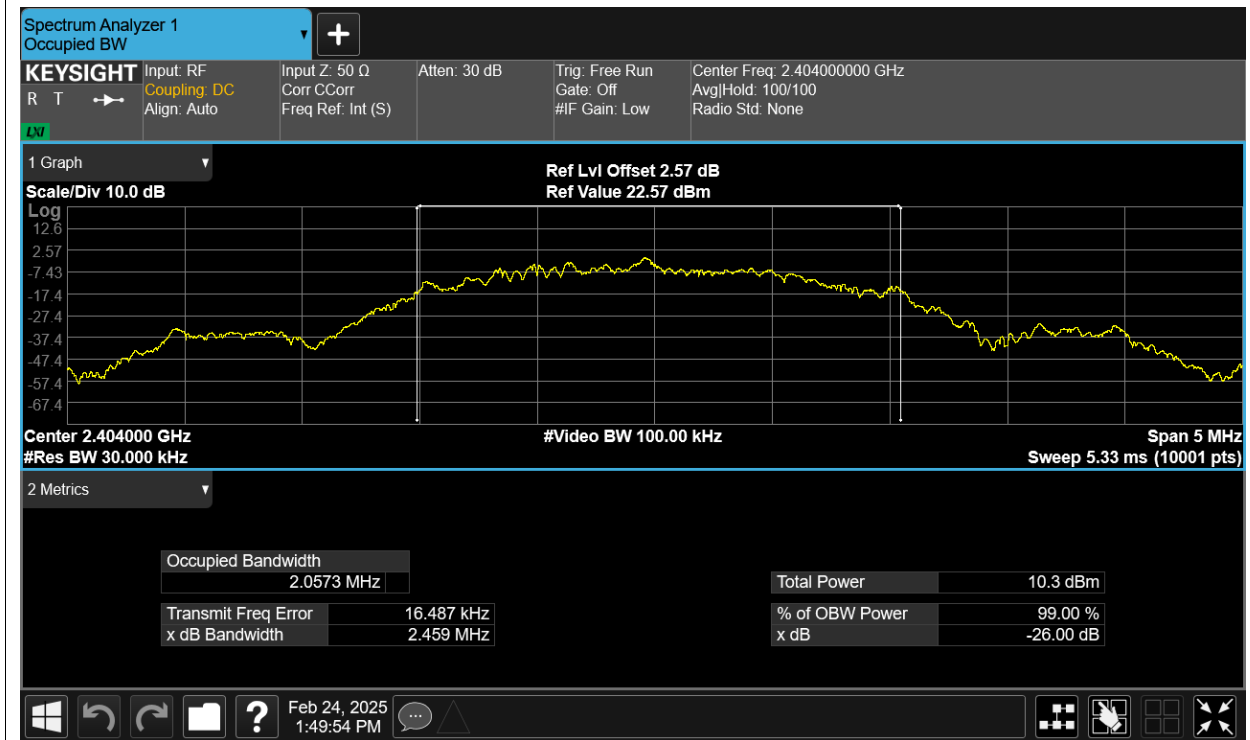 Spectrum Analyzer 1
Occupied BW
+
KEYSIGHT
R T
LXI
Input: RF
Coupling: DC
Align: Auto
Input Z: 50 Ω
Corr CCorr
Freq Ref: Int (S)
Atten: 30 dB
Trig: Free Run
Gate: Off
#IF Gain: Low
Center Freq: 2.404000000 GHz
Avg|Hold: 100/100
Radio Std: None
1 Graph
Scale/Div 10.0 dB
Ref Lvl Offset 2.57 dB
Ref Value 22.57 dBm
Log
12.6
2.57
-7.43
-17.4
-27.4
-37.4
-47.4
-57.4
-67.4
Center 2.404000 GHz
#Res BW 30.000 kHz
#Video BW 100.00 kHz
Span 5 MHz
Sweep 5.33 ms (10001 pts)
2 Metrics
Occupied Bandwidth
2.0573 MHz
Transmit Freq Error 16.487 kHz
x dB Bandwidth 2.459 MHz
Total Power 10.3 dBm
% of OBW Power 99.00 %
x dB -26.00 dB
?
Feb 24, 2025
1:49:54 PM